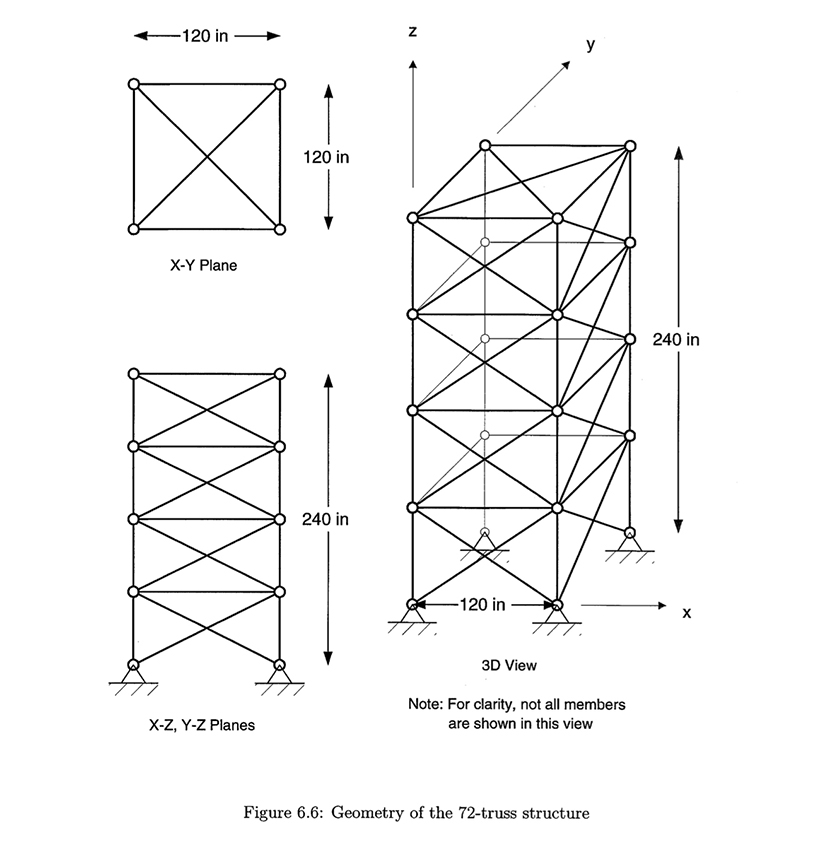 120 in
120 in
X-Y Plane
240 in
X-Z, Y-Z Planes
z
y
240 in
120 in
x
3D View
Note: For clarity, not all members
are shown in this view
Figure 6.6: Geometry of the 72-truss structure